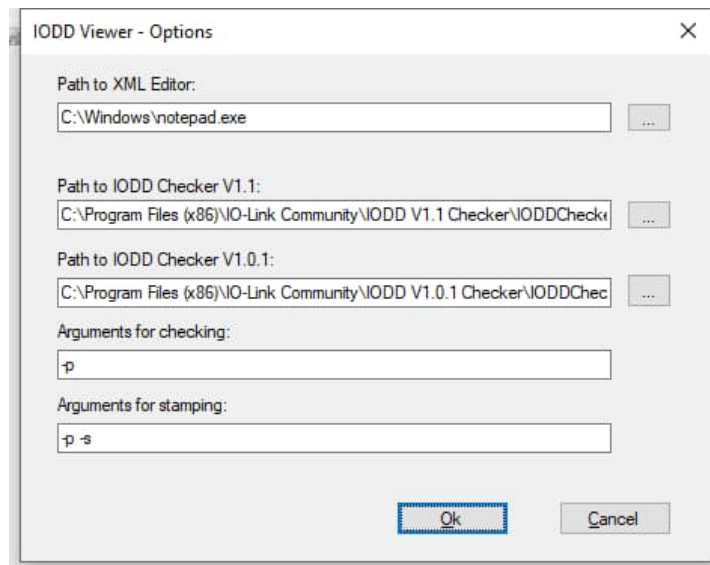 IODD Viewer - Options
Path to XML Editor:
C:\Windows\notepad.exe
...
Path to IODD Checker V1.1:
C:\Program Files (x86)\IO-Link Community\IODD V1.1 Checker\IODDChecke
...
Path to IODD Checker V1.0.1:
C:\Program Files (x86)\IO-Link Community\IODD V1.0.1 Checker\IODDChec
...
Arguments for checking:
-p
Arguments for stamping:
-p -s
Ok
Cancel